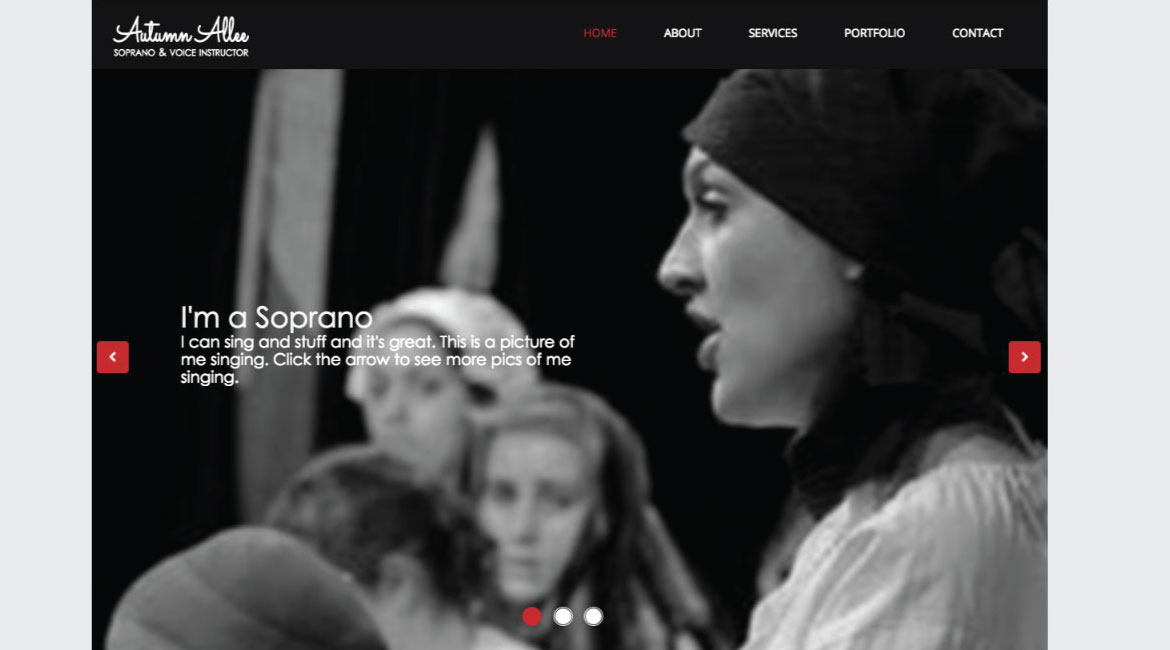 Autumn Allee
SOPRANO & VOICE INSTRUCTOR
HOME ABOUT SERVICES PORTFOLIO CONTACT
I'm a Soprano
I can sing and stuff and it's great. This is a picture of
me singing. Click the arrow to see more pics of me
singing.